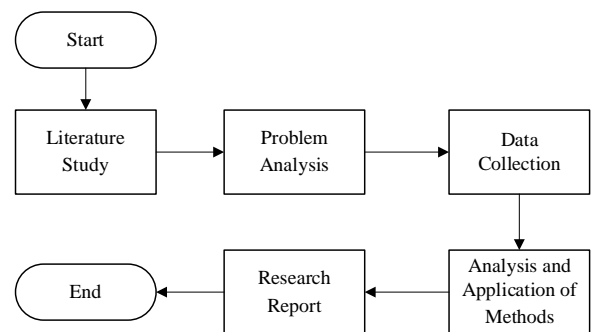 Start
Literature
Study
Problem
Analysis
Data
Collection
Analysis and
Application of
Methods
Research
Report
End